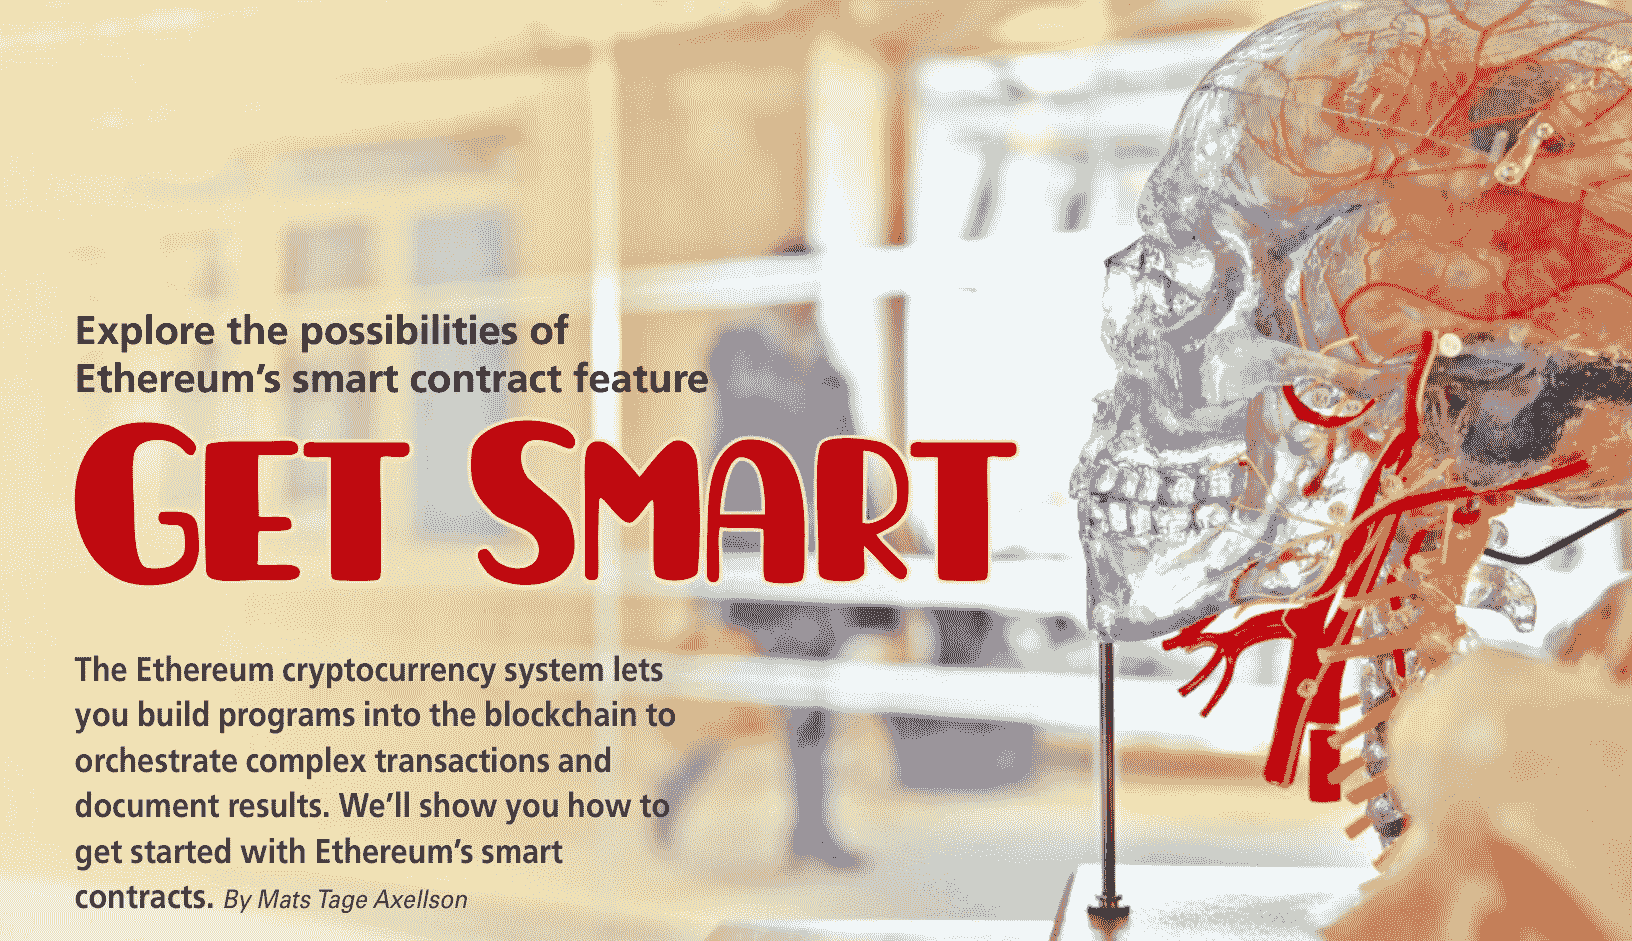 Explore the possibilities of
Ethereum’s smart contract feature
GET SMART
The Ethereum cryptocurrency system lets
you build programs into the blockchain to
orchestrate complex transactions and
document results. We’ll show you how to
get started with Ethereum’s smart
contracts. By Mats Tage Axellson